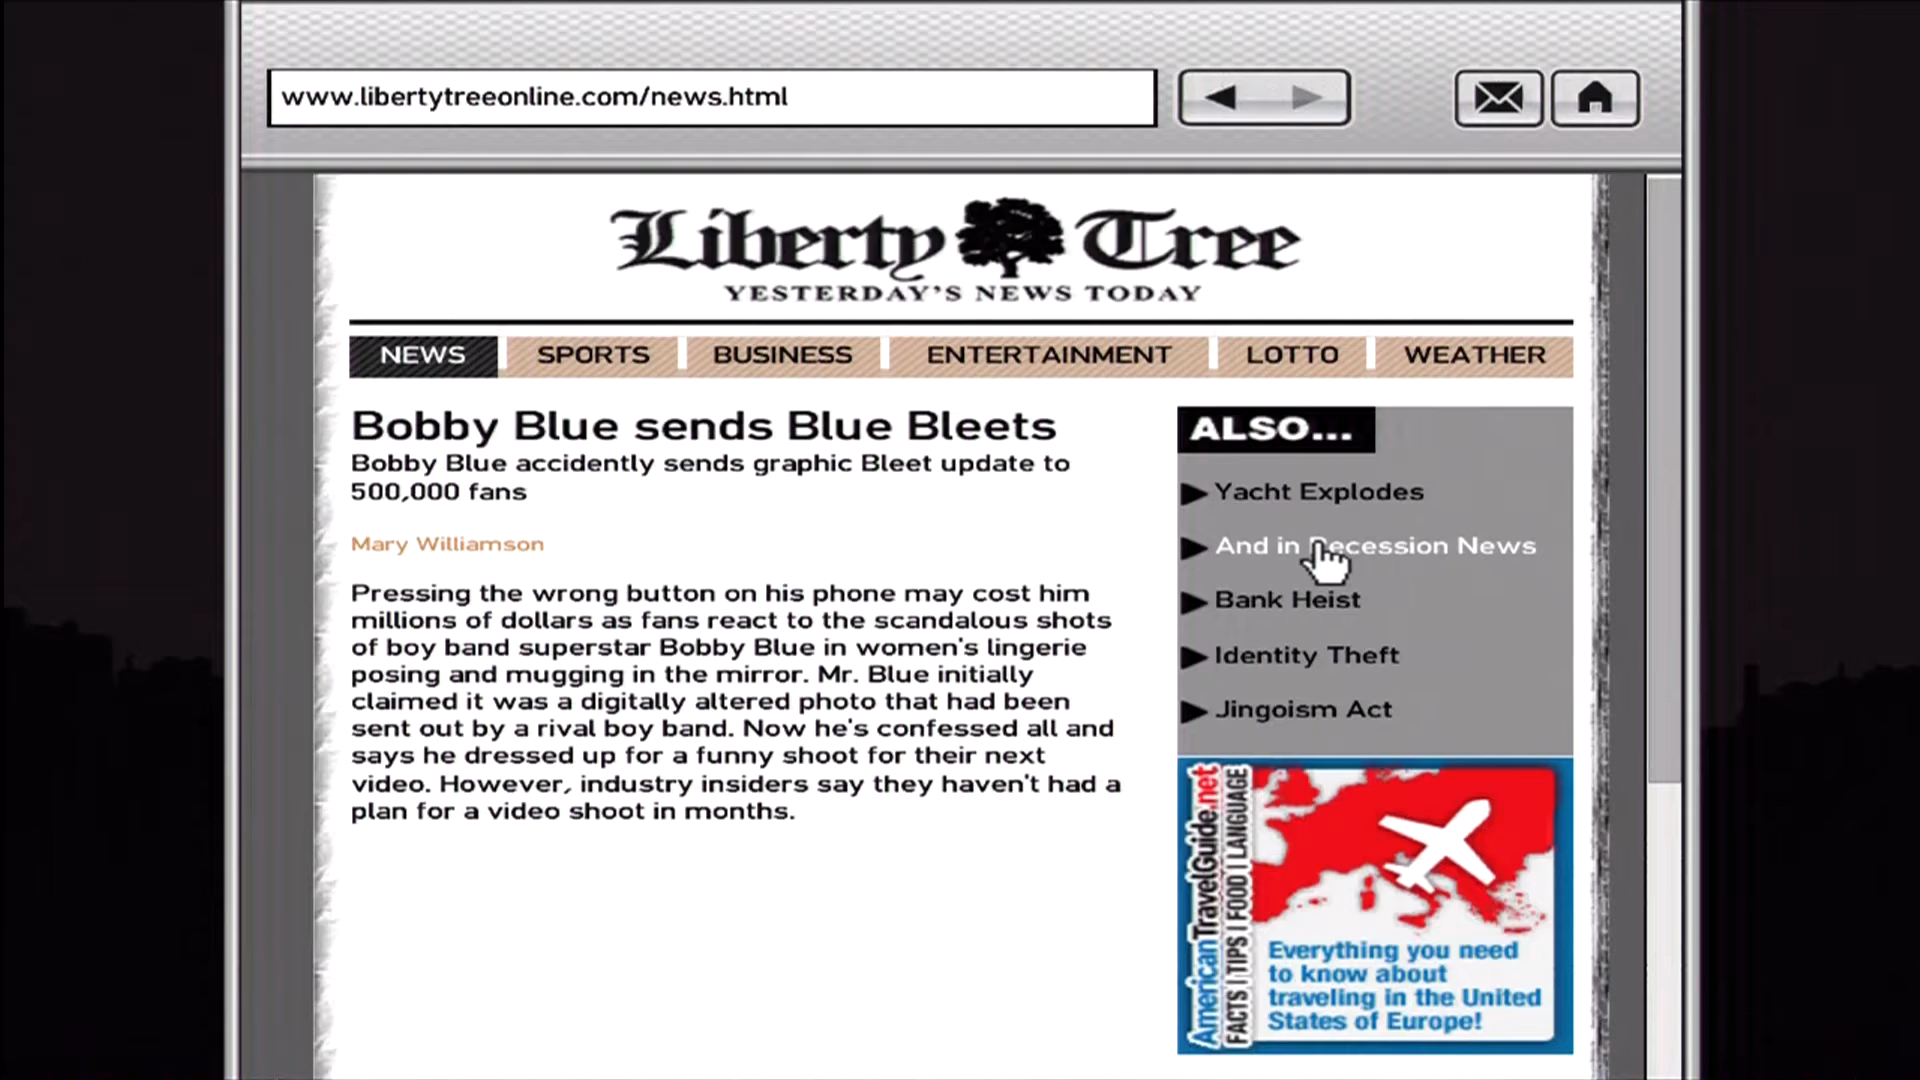 www.libertytreeonline.com/news.html
Liberty Tree
YESTERDAY'S NEWS TODAY
NEWS
SPORTS
BUSINESS
ENTERTAINMENT
LOTTO
WEATHER
Bobby Blue sends Blue Bleets
Bobby Blue accidently sends graphic Bleet update to
500,000 fans
Mary Williamson
Pressing the wrong button on his phone may cost him
millions of dollars as fans react to the scandalous shots
of boy band superstar Bobby Blue in women's lingerie
posing and mugging in the mirror. Mr. Blue initially
claimed it was a digitally altered photo that had been
sent out by a rival boy band. Now he's confessed all and
says he dressed up for a funny shoot for their next
video. However, industry insiders say they haven't had a
plan for a video shoot in months.
ALSO...
Yacht Explodes
And in Recession News
Bank Heist
Identity Theft
Jingoism Act
AmericanTravelGuide.net
FACTS | TIPS | FOOD | LANGUAGE
Everything you need
to know about
traveling in the United
States of Europe!